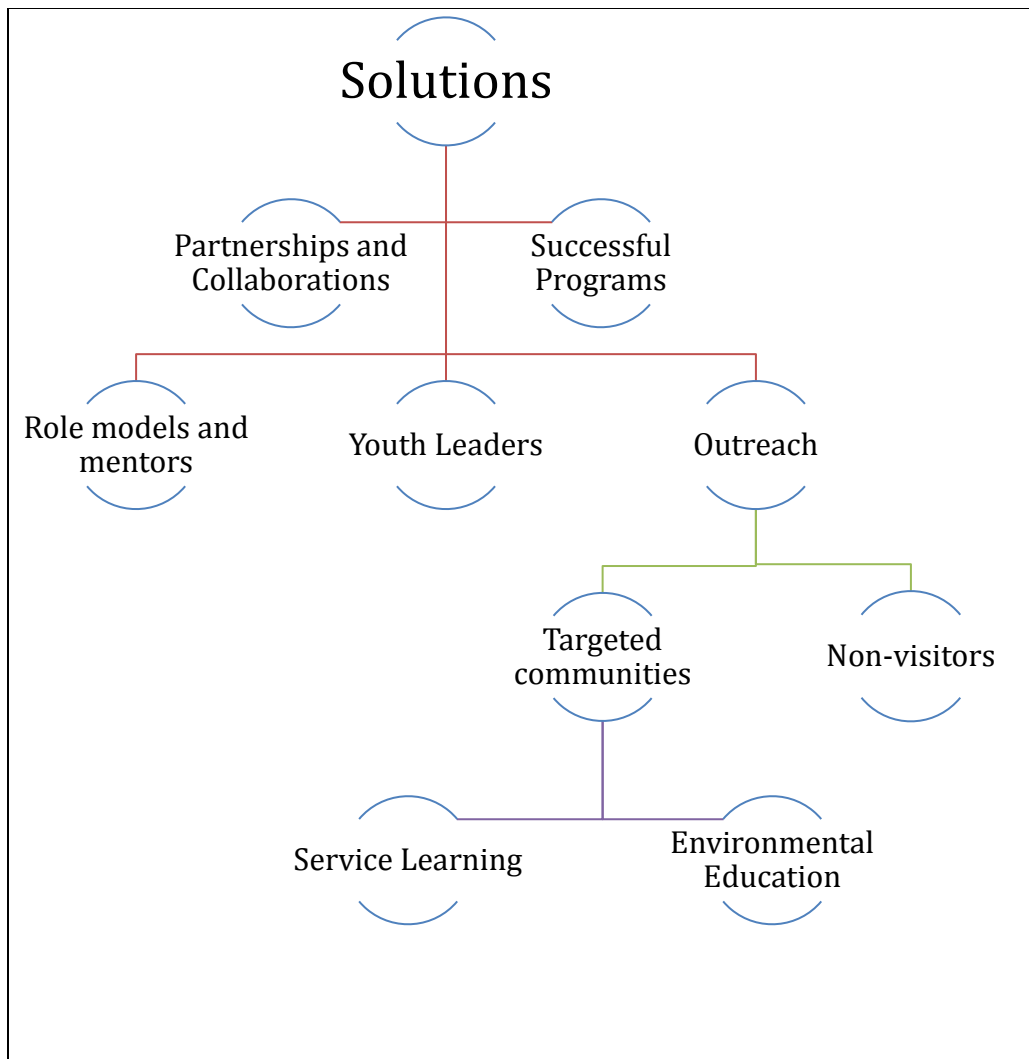 Solutions
Partnerships and
Collaborations
Successful
Programs
Role models and
mentors
Youth Leaders
Outreach
Targeted
communities
Non-visitors
Service Learning
Environmental
Education